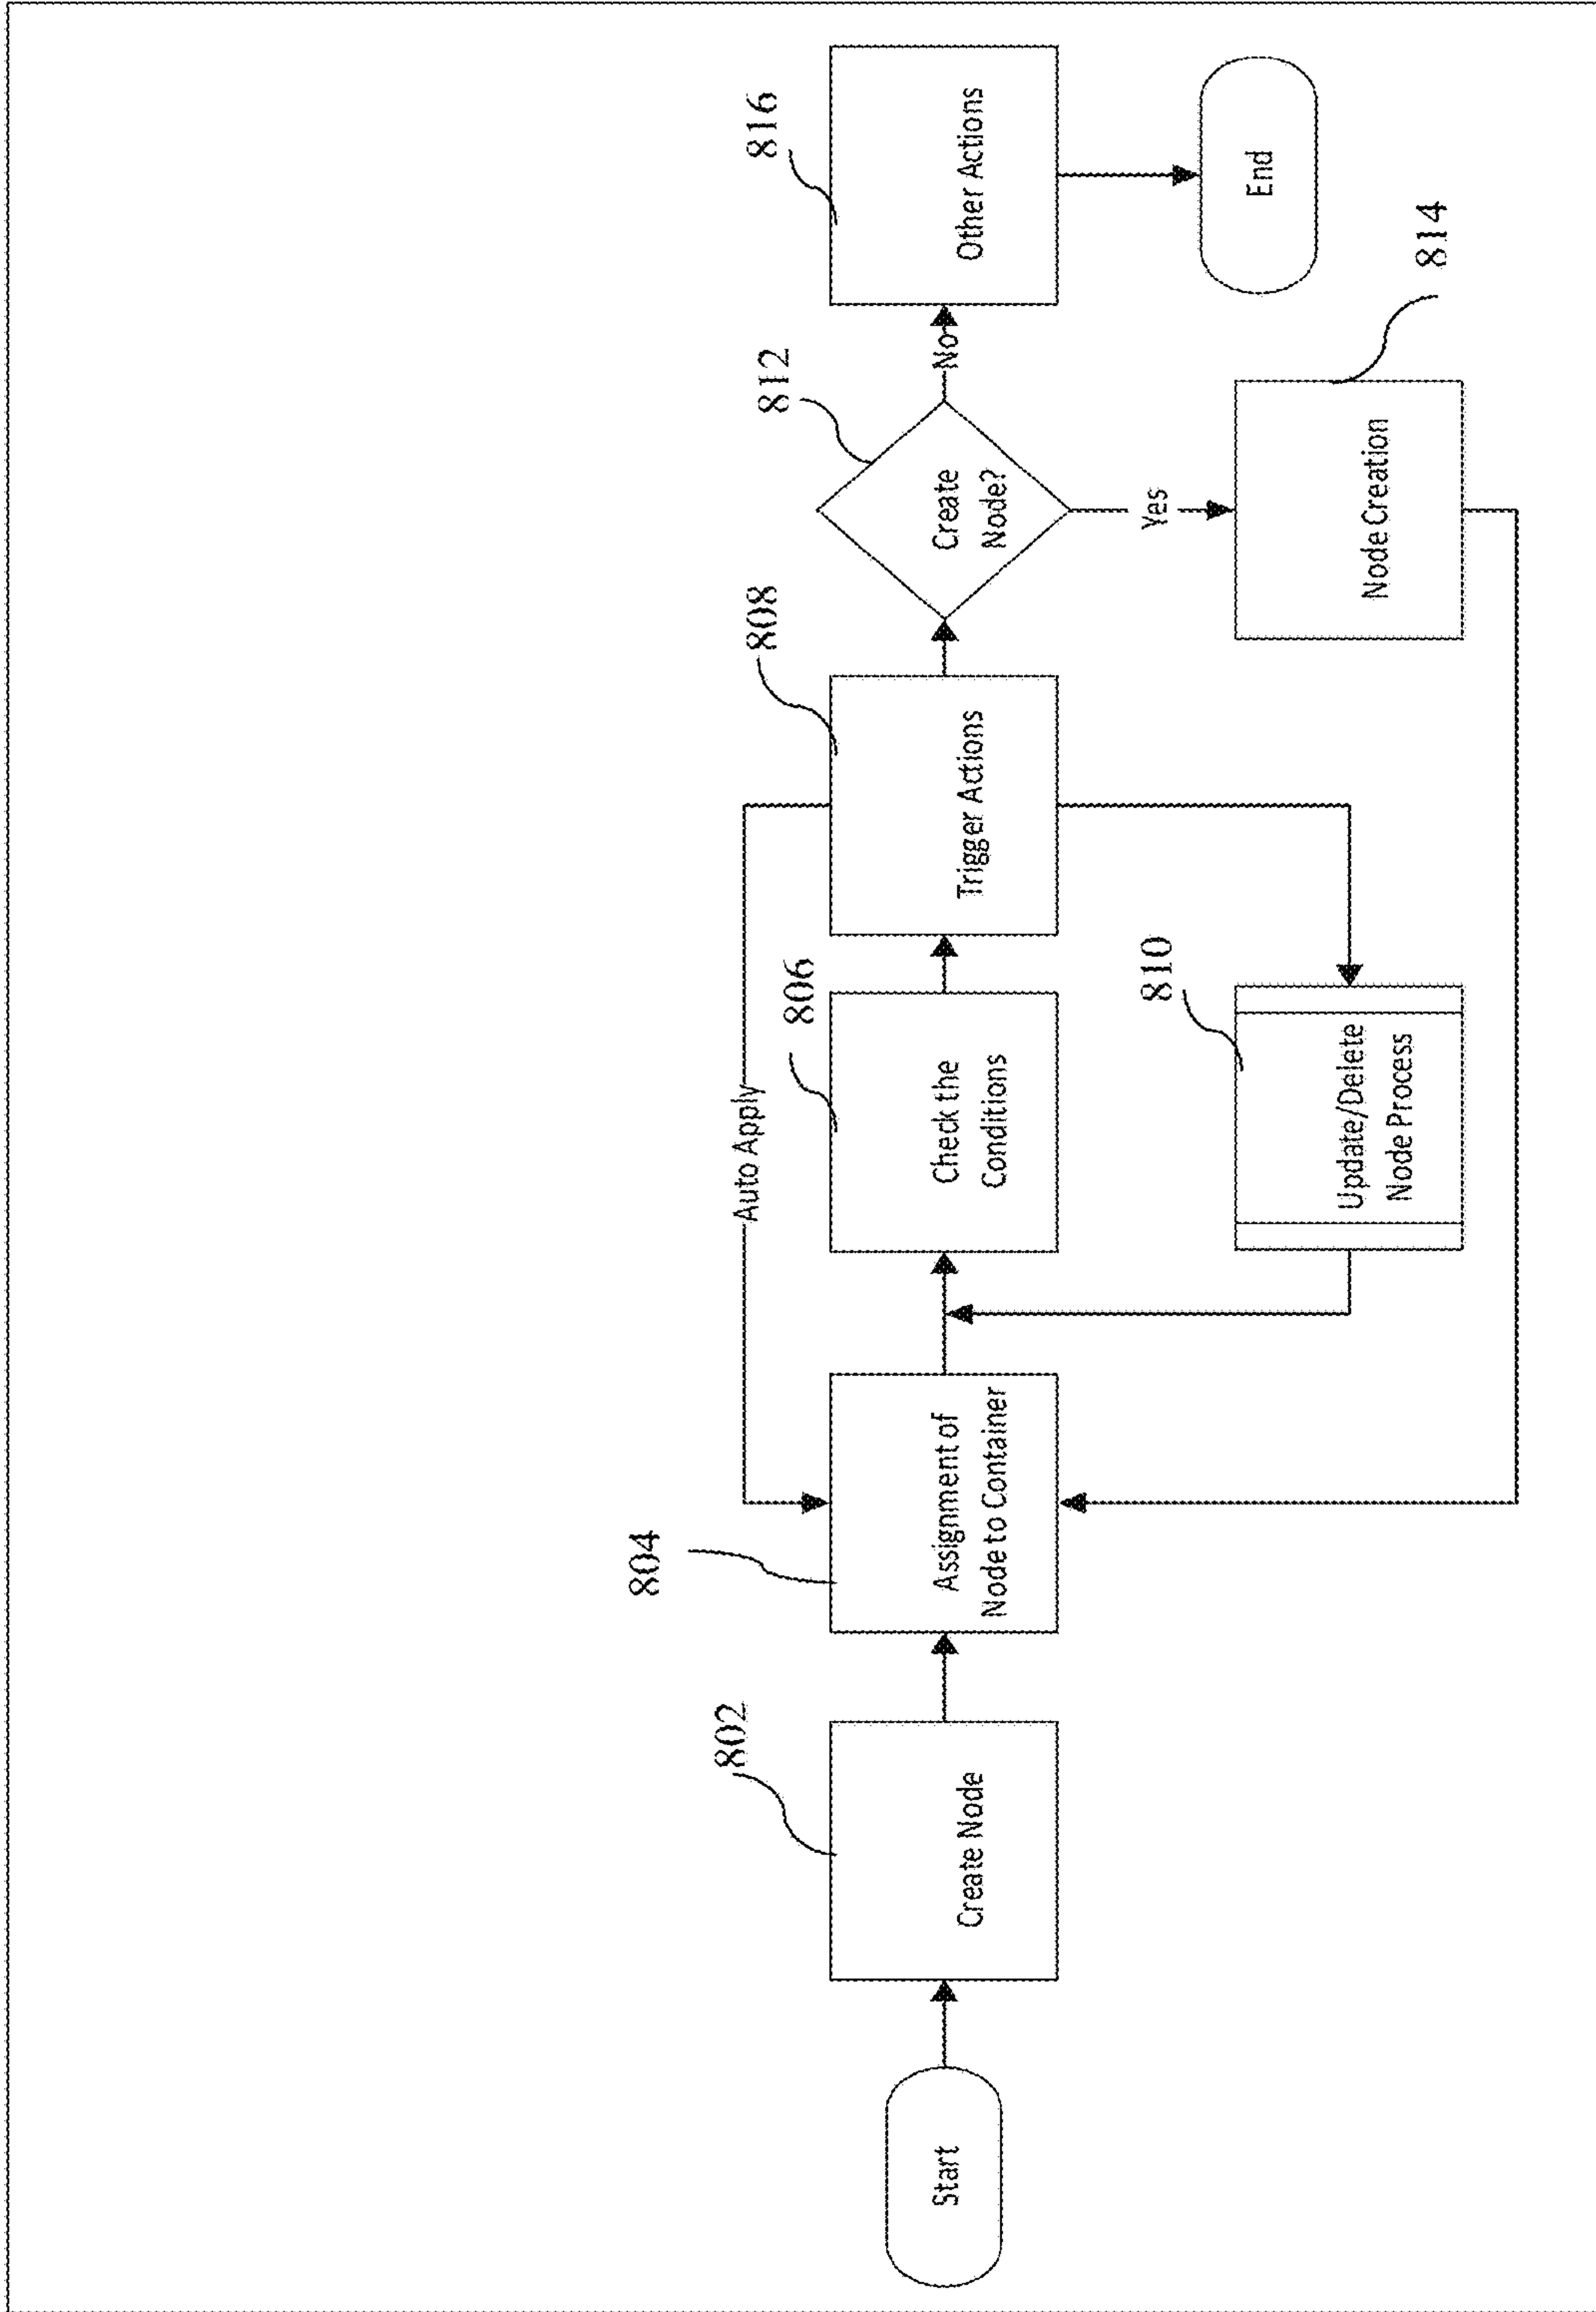 802
804
806
808
812
816
Start
Create Node
Assignment of
Node to Container
Auto Apply
Check the
Conditions
Trigger Actions
Create
Node?
No
Other Actions
Yes
End
810
Update/Delete
Node Process
Node Creation
814